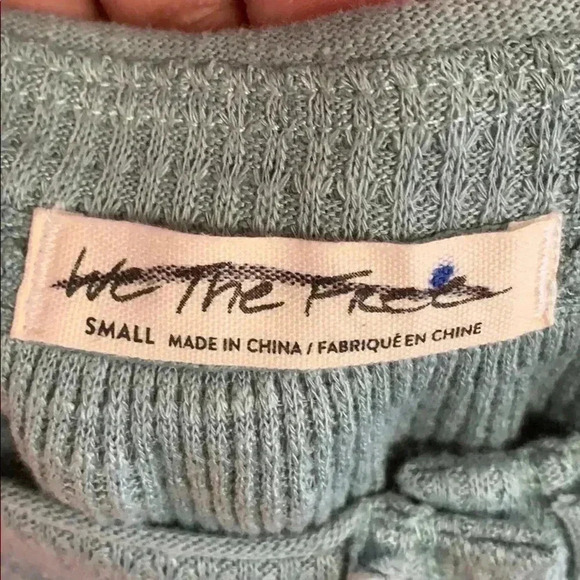 We The Free
SMALL MADE IN CHINA / FABRIQUÉ EN CHINE